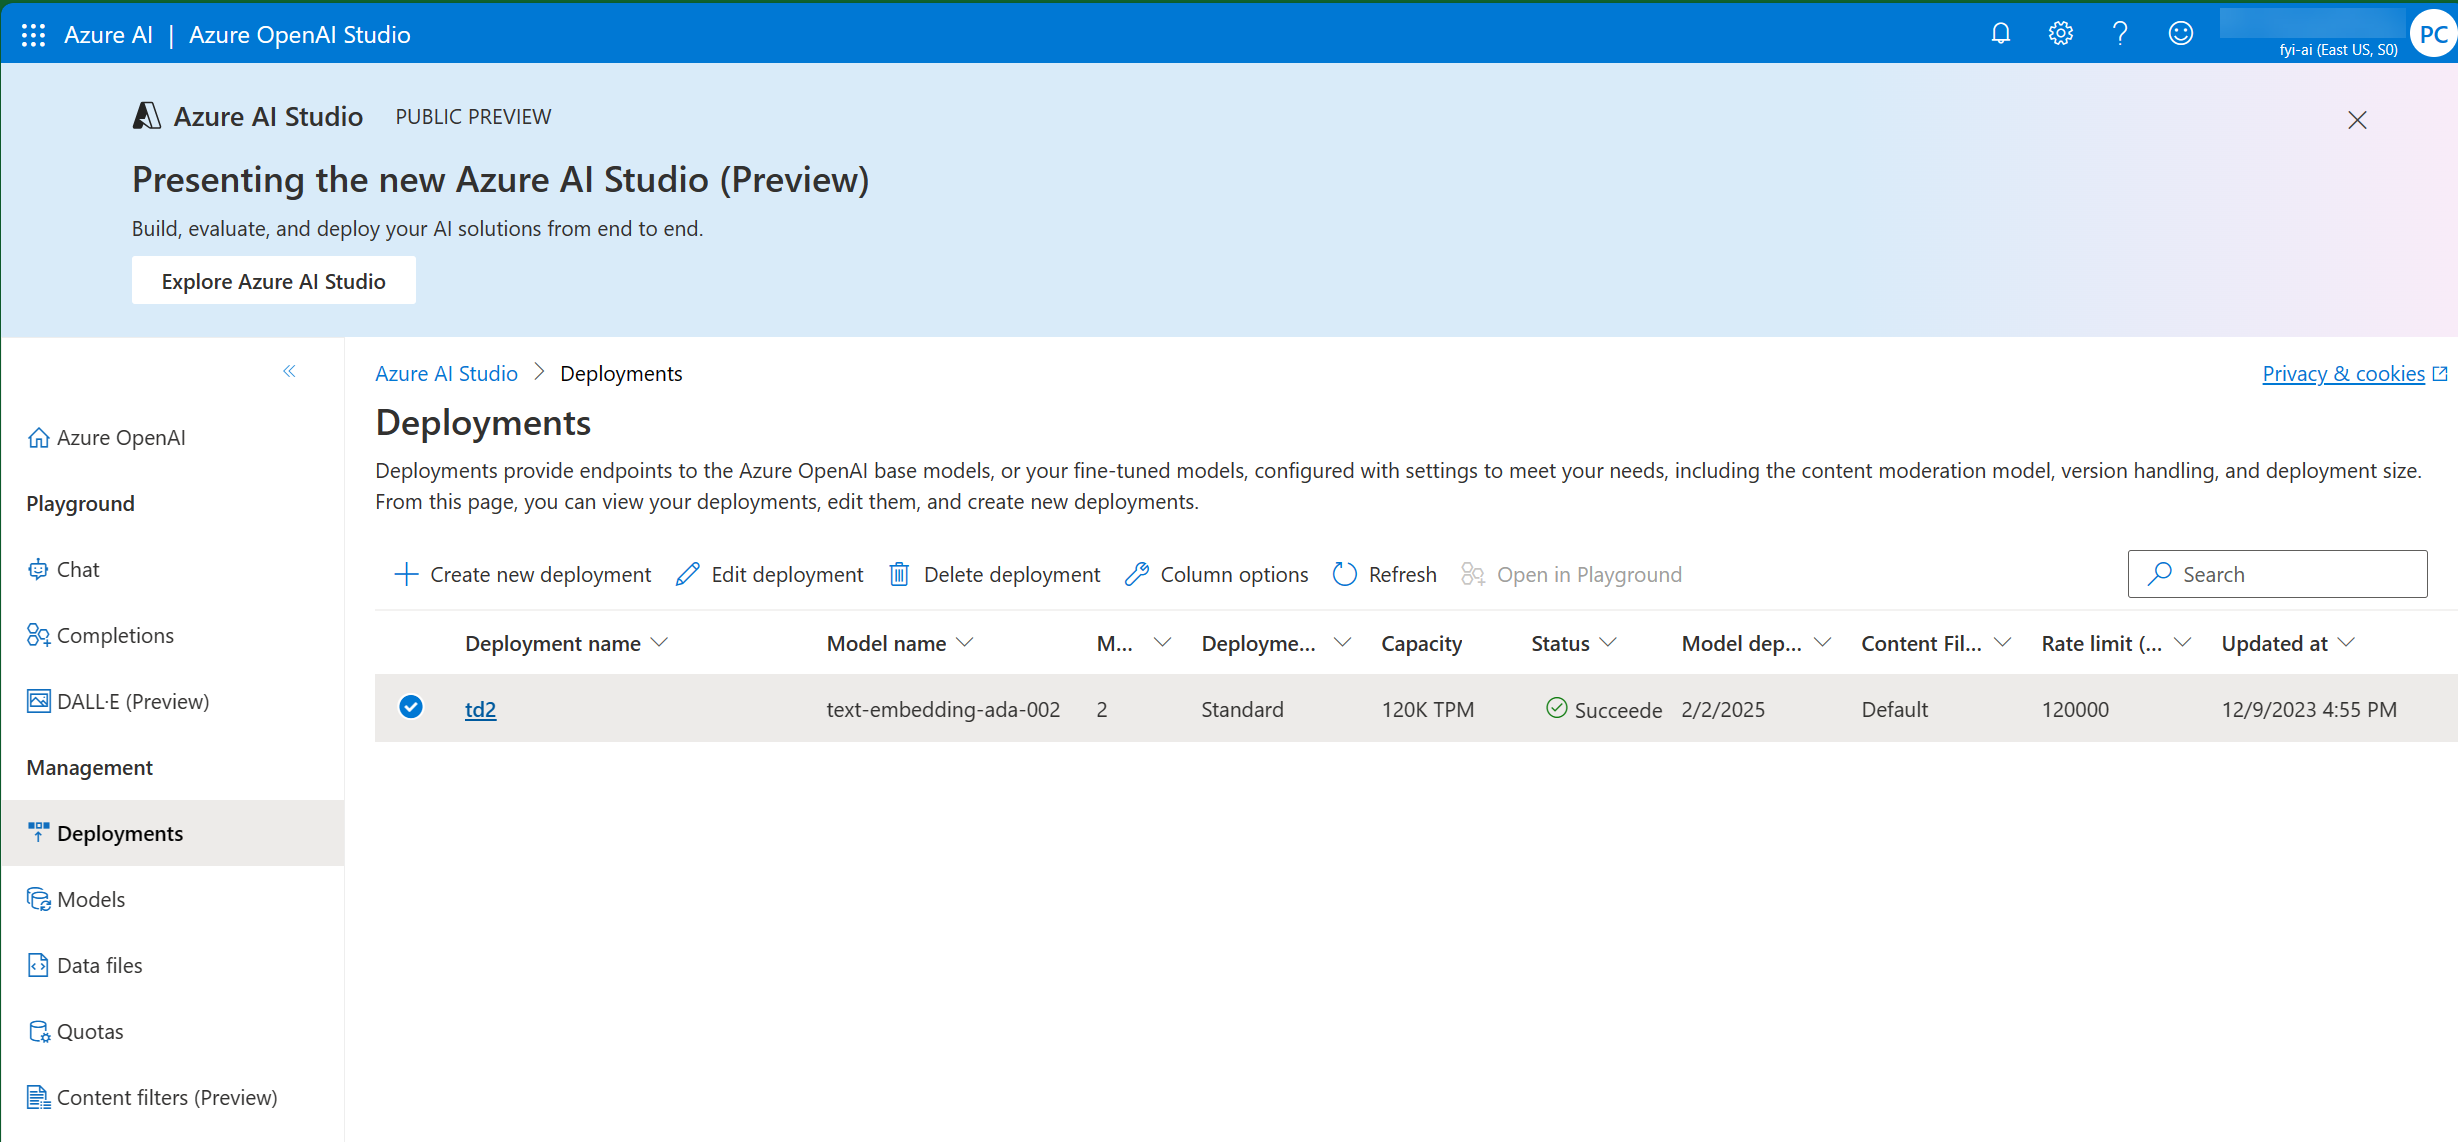 Azure AI | Azure OpenAI Studio
fyi-ai (East US, S0)
PC
Azure AI Studio PUBLIC PREVIEW
Presenting the new Azure AI Studio (Preview)
Build, evaluate, and deploy your AI solutions from end to end.
Explore Azure AI Studio
Azure OpenAI
Playground
Chat
Completions
DALL·E (Preview)
Management
Deployments
Models
Data files
Quotas
Content filters (Preview)
Azure AI Studio > Deployments
Privacy & cookies
Deployments
Deployments provide endpoints to the Azure OpenAI base models, or your fine-tuned models, configured with settings to meet your needs, including the content moderation model, version handling, and deployment size.
From this page, you can view your deployments, edit them, and create new deployments.
Create new deployment Edit deployment Delete deployment Column options Refresh Open in Playground Search
Deployment name Model name M... Deployme... Capacity Status Model dep... Content Fil... Rate limit (... Updated at
td2 text-embedding-ada-002 2 Standard 120K TPM Succeede 2/2/2025 Default 120000 12/9/2023 4:55 PM